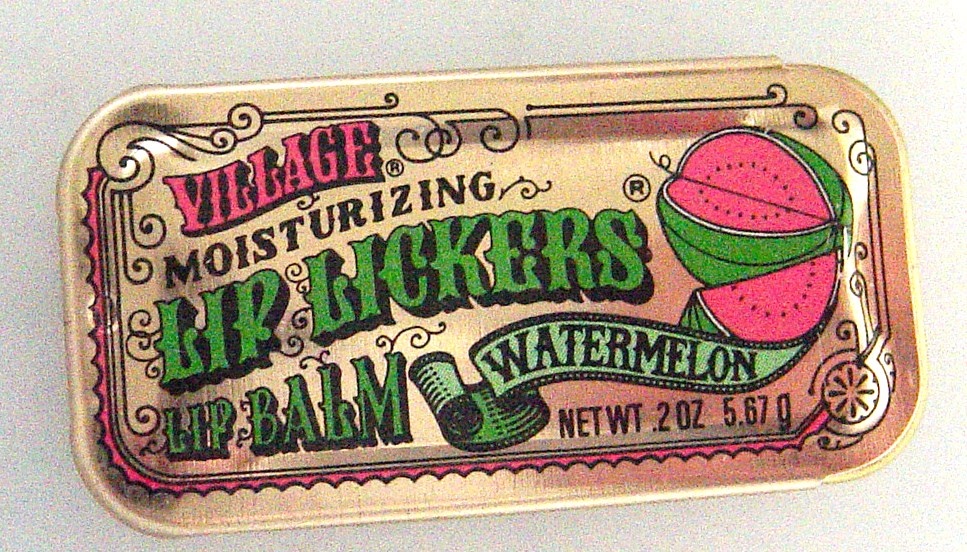 VILLAGE®
MOISTURIZING
LIP LICKERS®
LIP BALM
WATERMELON
NET WT .2 OZ 5.67 g